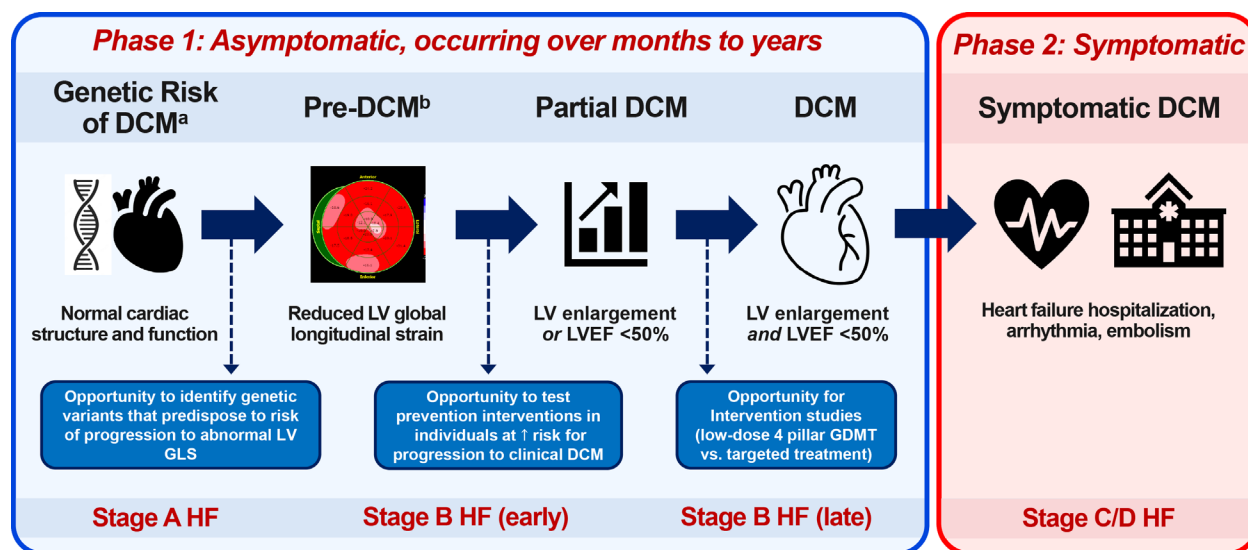 Phase 1: Asymptomatic, occurring over months to years
Phase 2: Symptomatic
Genetic Risk
of DCMᵃ
Pre-DCMᵇ
Partial DCM
DCM
Symptomatic DCM
Anterior
Inferior
Normal cardiac
structure and function
Reduced LV global
longitudinal strain
LV enlargement
or LVEF <50%
LV enlargement
and LVEF <50%
Heart failure hospitalization,
arrhythmia, embolism
Opportunity to identify genetic
variants that predispose to risk
of progression to abnormal LV
GLS
Opportunity to test
prevention interventions in
individuals at ↑ risk for
progression to clinical DCM
Opportunity for
Intervention studies
(low-dose 4 pillar GDMT
vs. targeted treatment)
Stage A HF
Stage B HF (early)
Stage B HF (late)
Stage C/D HF